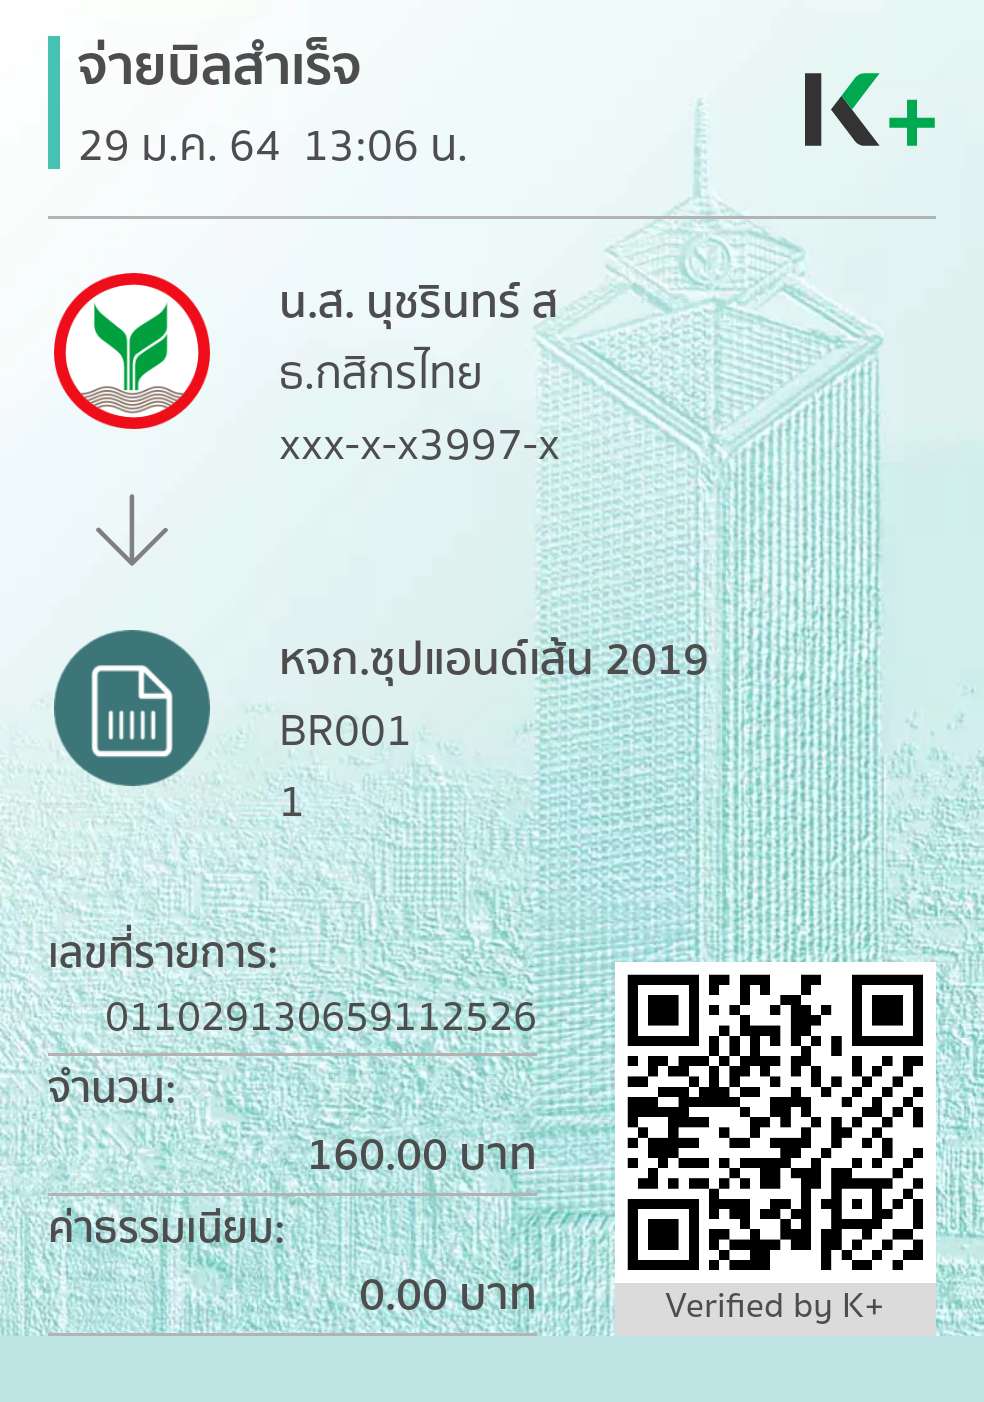 จ่ายบิลสำเร็จ
29 ม.ค. 64 13:06 น.
K+
น.ส. นุชรินทร์ ส
ธ.กสิกรไทย
xxx-x-x3997-x
หจก.ซุปแอนด์เส้น 2019
BR001
1
เลขที่รายการ:
011029130659112526
จำนวน:
160.00 บาท
ค่าธรรมเนียม:
0.00 บาท
Verified by K+